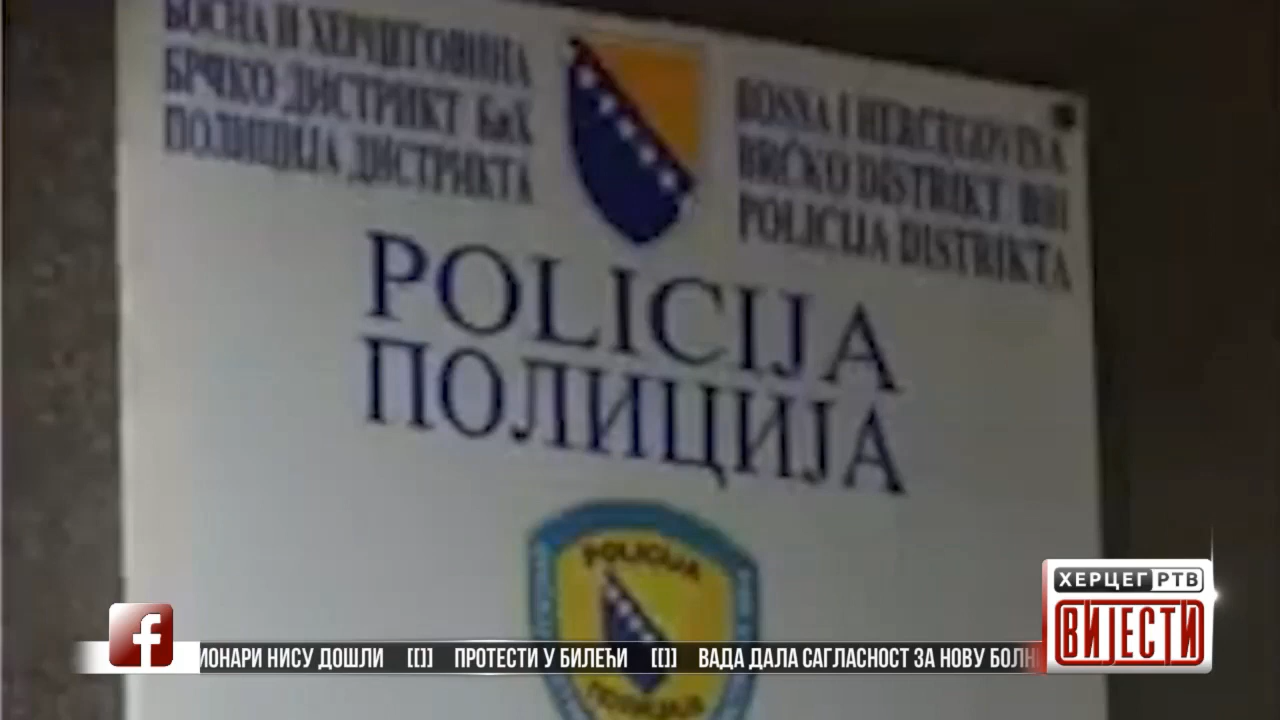 БОСНА И ХЕРЦЕГОВИНА
БРЧКО ДИСТРИКТ БиХ
ПОЛИЦИЈА ДИСТРИКТА
BOSNA I HERCEGOVINA
BRČKO DISTRIKT BIH
POLICIJA DISTRIKTA
POLICIJA
ПОЛИЦИЈА
POLICIJA
ПОЛИЦИЈА
ХЕРЦЕГ РТВ
ВИЈЕСТИ
ИОНАРИ НИСУ ДОШЛИ [[]] ПРОТЕСТИ У БИЛЕЋИ [[]] ВАДА ДАЛА САГЛАСНОСТ ЗА НОВУ БОЛН